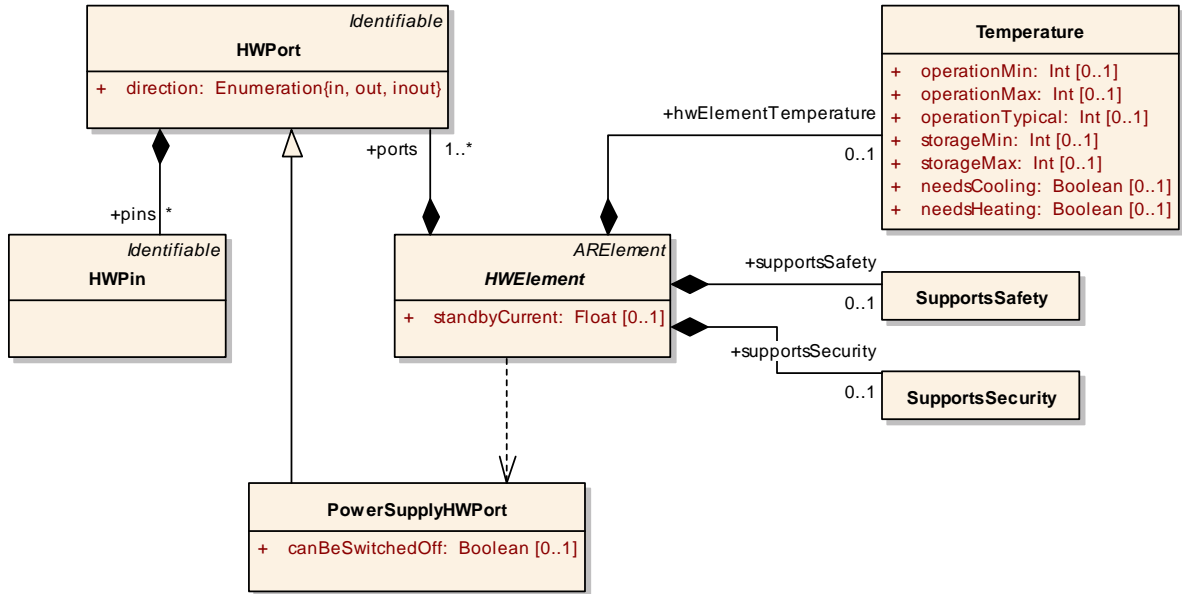 Identifiable
HWPort
+ direction: Enumeration{in, out, inout}
Temperature
+ operationMin: Int [0..1]
+ operationMax: Int [0..1]
+ operationTypical: Int [0..1]
+ storageMin: Int [0..1]
+ storageMax: Int [0..1]
+ needsCooling: Boolean [0..1]
+ needsHeating: Boolean [0..1]
+hwElementTemperature
0..1
+ports 1..*
+pins *
Identifiable
HWPin
ARElement
HWElement
+ standbyCurrent: Float [0..1]
+supportsSafety
0..1
SupportsSafety
+supportsSecurity
0..1
SupportsSecurity
PowerSupplyHWPort
+ canBeSwitchedOff: Boolean [0..1]